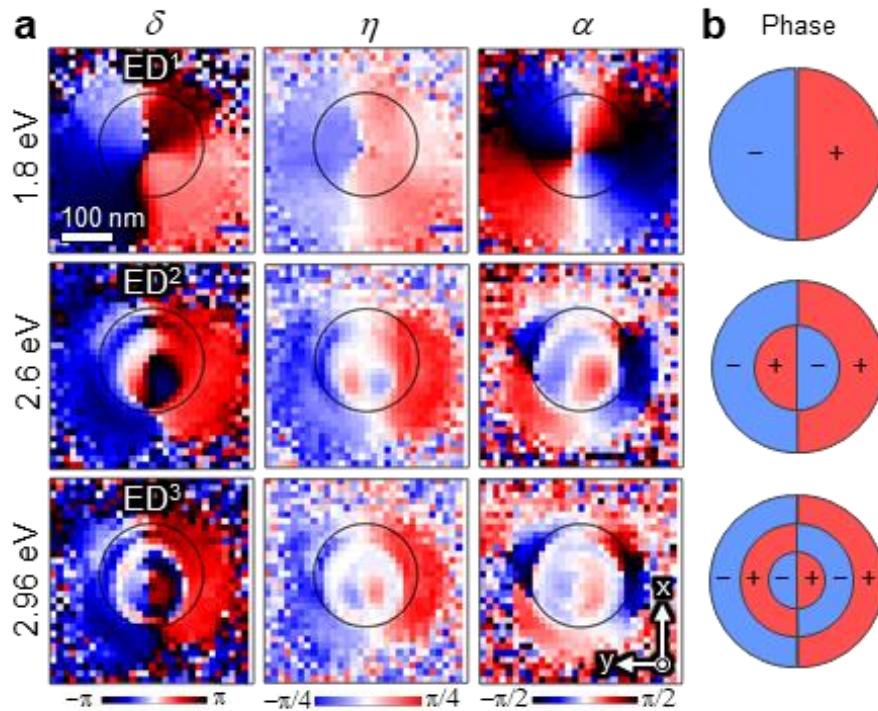 a δ η α b Phase
1.8 eV
ED¹
100 nm
− +
2.6 eV
ED²
− + − +
2.96 eV
ED³
x
y
− + − + − +
−π π −π/4 π/4 −π/2 π/2